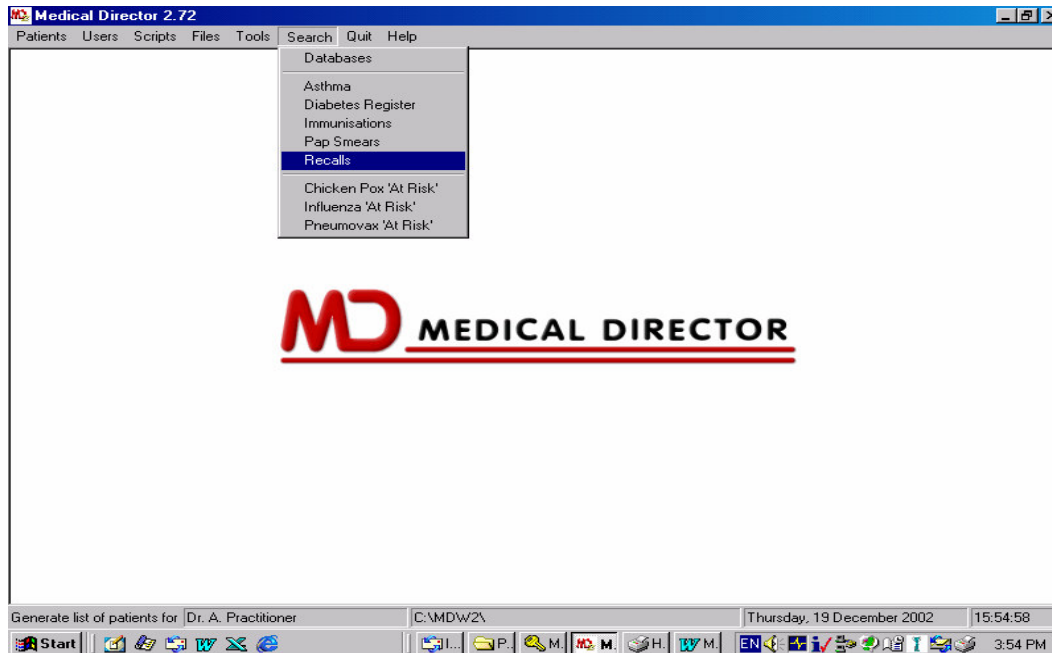 Medical Director 2.72
Patients Users Scripts Files Tools Search Quit Help
Databases
Asthma
Diabetes Register
Immunisations
Pap Smears
Recalls
Chicken Pox 'At Risk'
Influenza 'At Risk'
Pneumovax 'At Risk'
MD MEDICAL DIRECTOR
Generate list of patients for Dr. A. Practitioner C:\MDW2\ Thursday, 19 December 2002 15:54:58
Start I... P.. M. M. H. M. EN 3:54 PM